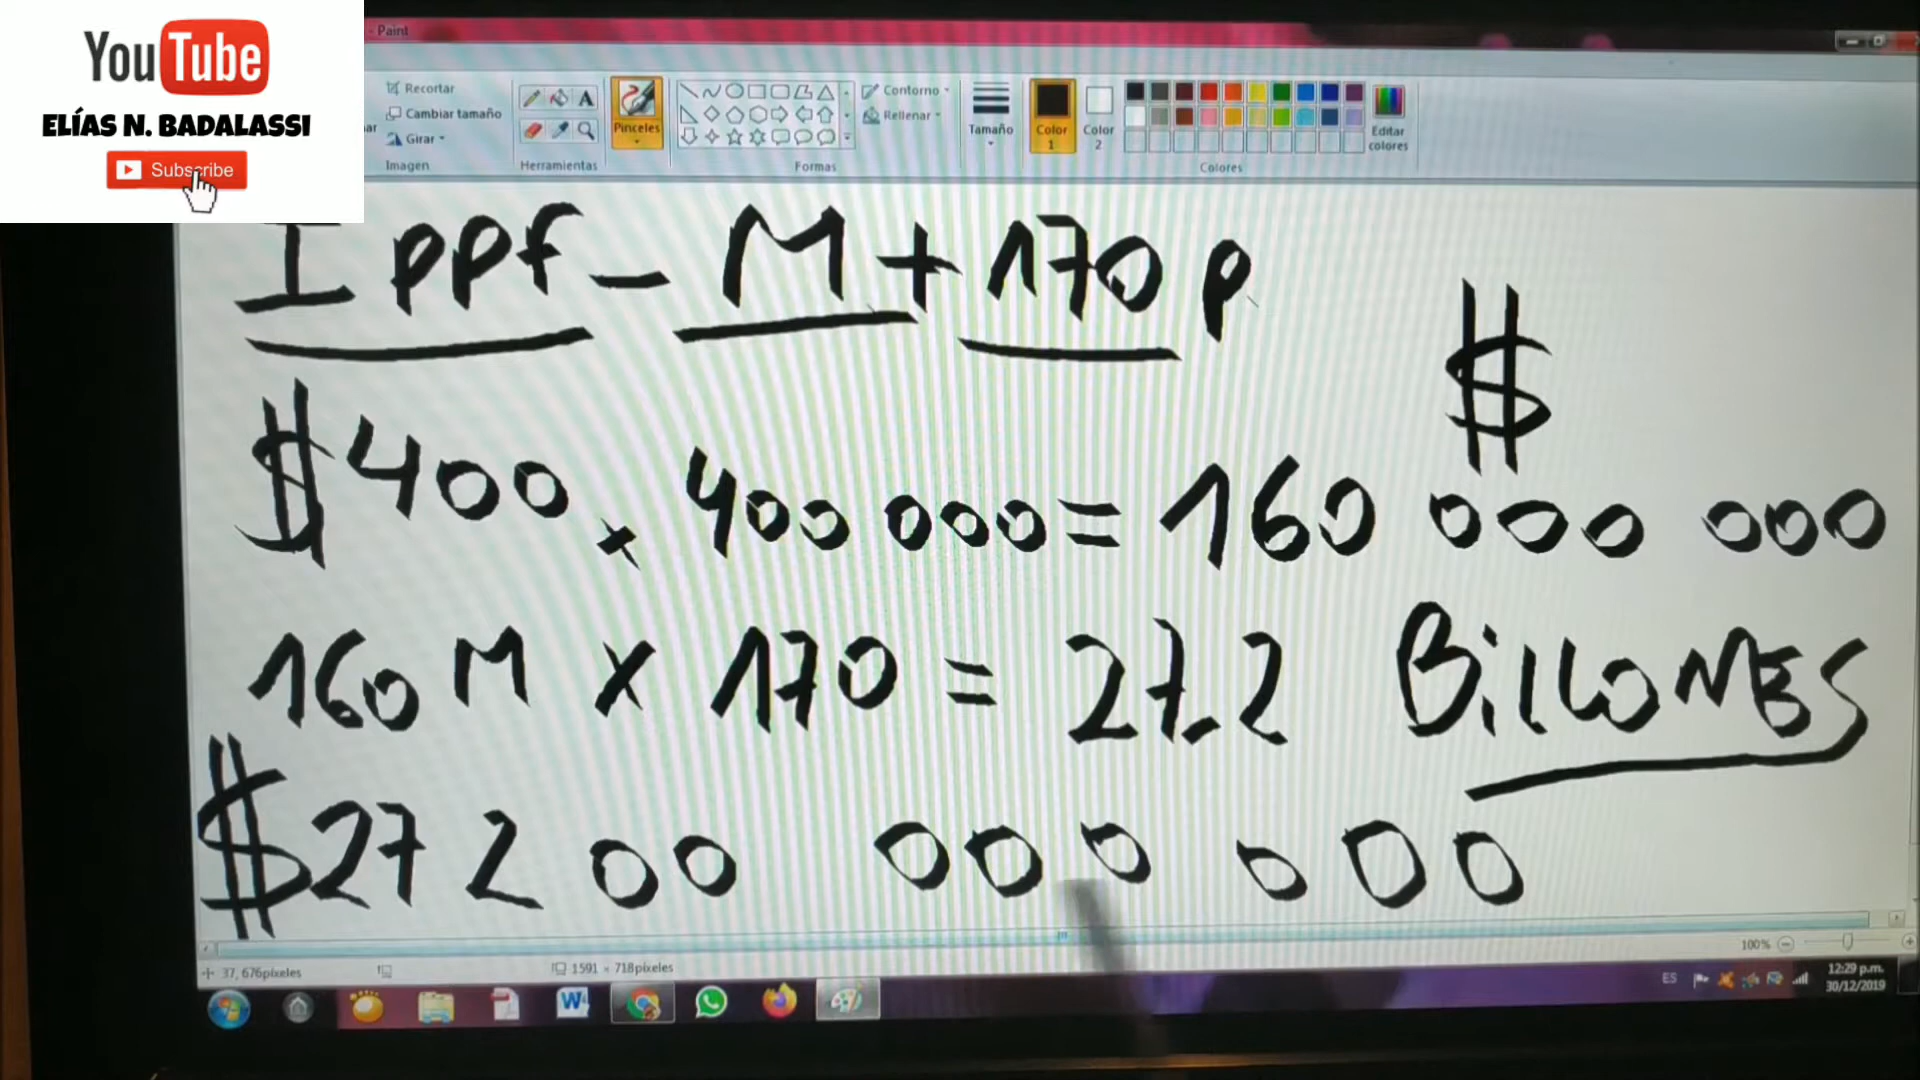 YouTube
ELÍAS N. BADALASSI
Subscribe
- Paint
Recortar
Cambiar tamaño
Girar
Imagen
Herramientas
Pinceles
Formas
Contorno
Rellenar
Tamaño
Color 1
Color 2
Editar colores
Colores
I ppf - M + 170 p
$
$400 x 400 000 = 160 000 000
160 M x 170 = 27.2 BiLLONES
$27 200 000 000
100%
37, 676píxeles
1591 × 718píxeles
ES
12:29 p.m.
30/12/2019